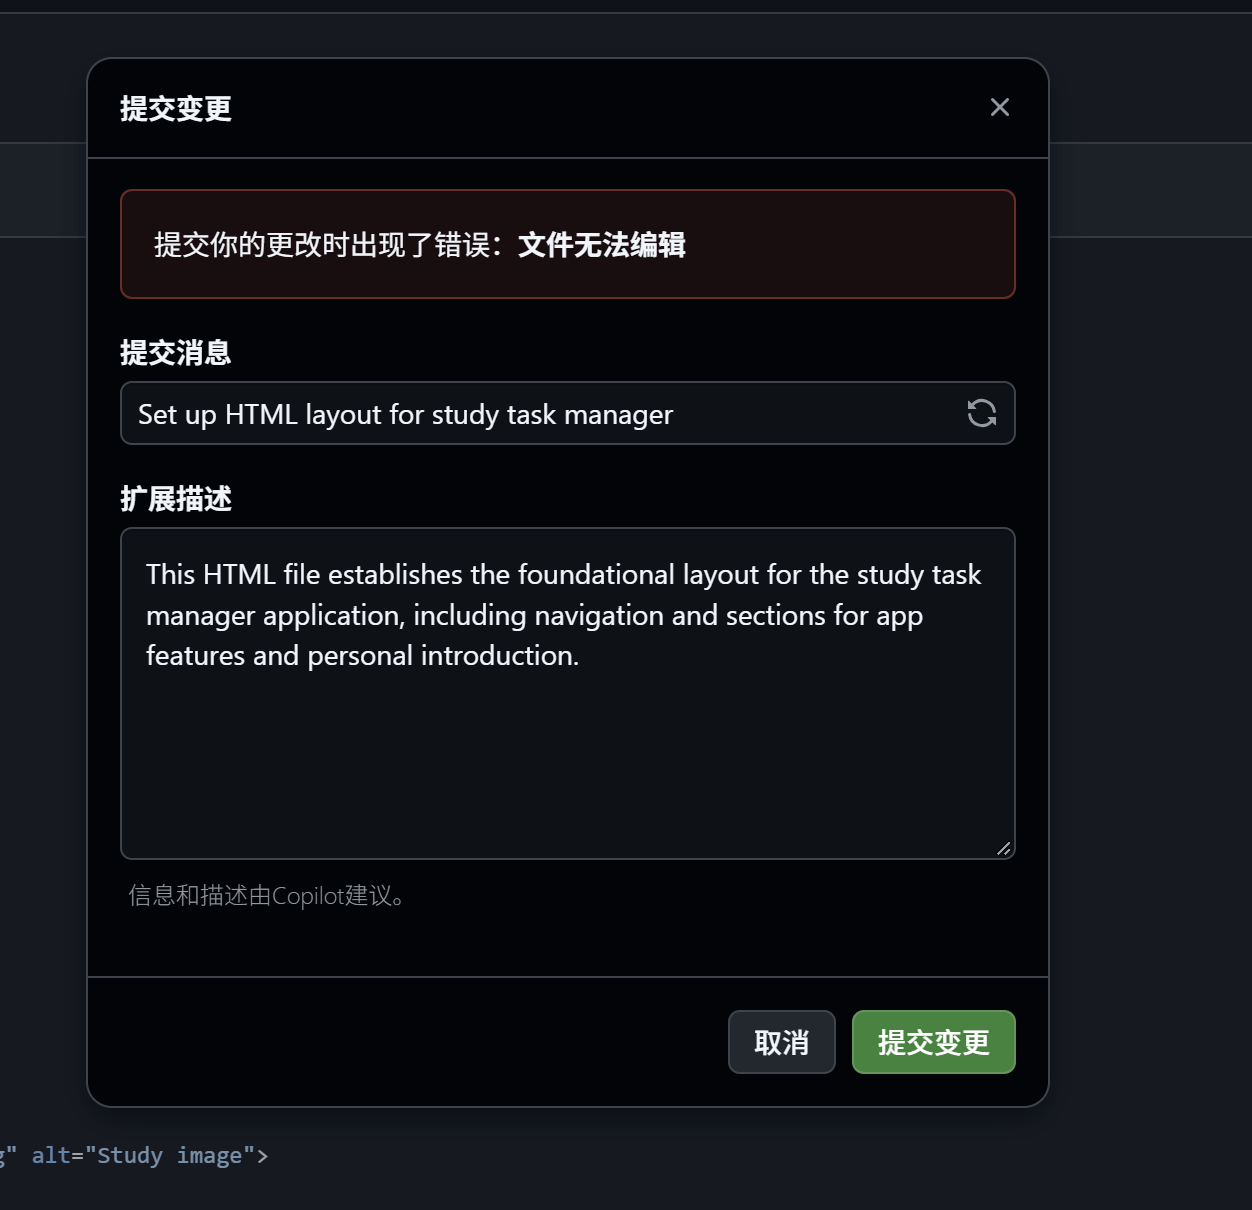 提交变更
提交你的更改时出现了错误：文件无法编辑
提交消息
Set up HTML layout for study task manager
扩展描述
This HTML file establishes the foundational layout for the study task
manager application, including navigation and sections for app
features and personal introduction.
信息和描述由Copilot建议。
取消
提交变更
g" alt="Study image">